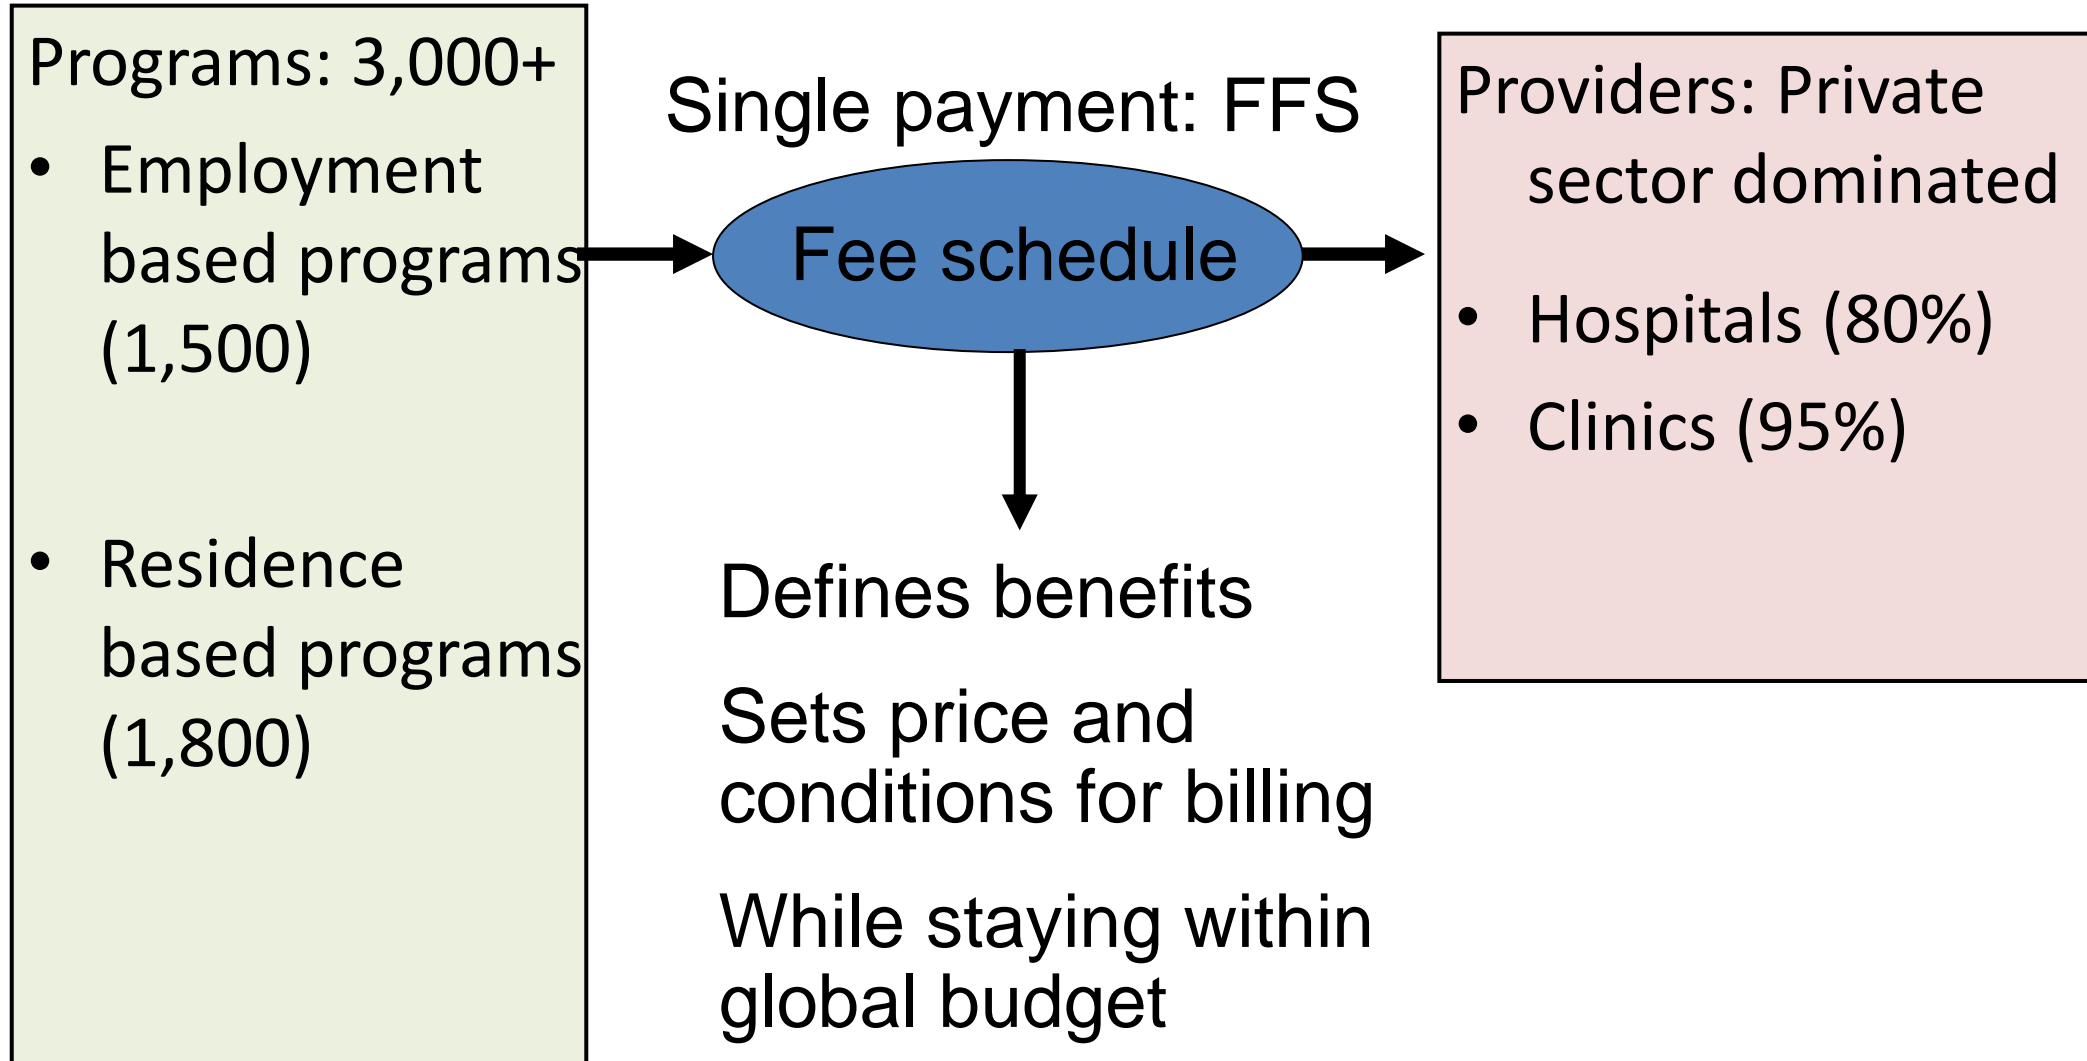 Programs: 3,000+
• Employment
based programs
(1,500)
• Residence
based programs
(1,800)
Single payment: FFS
Fee schedule
Defines benefits
Sets price and
conditions for billing
While staying within
global budget
Providers: Private
sector dominated
• Hospitals (80%)
• Clinics (95%)